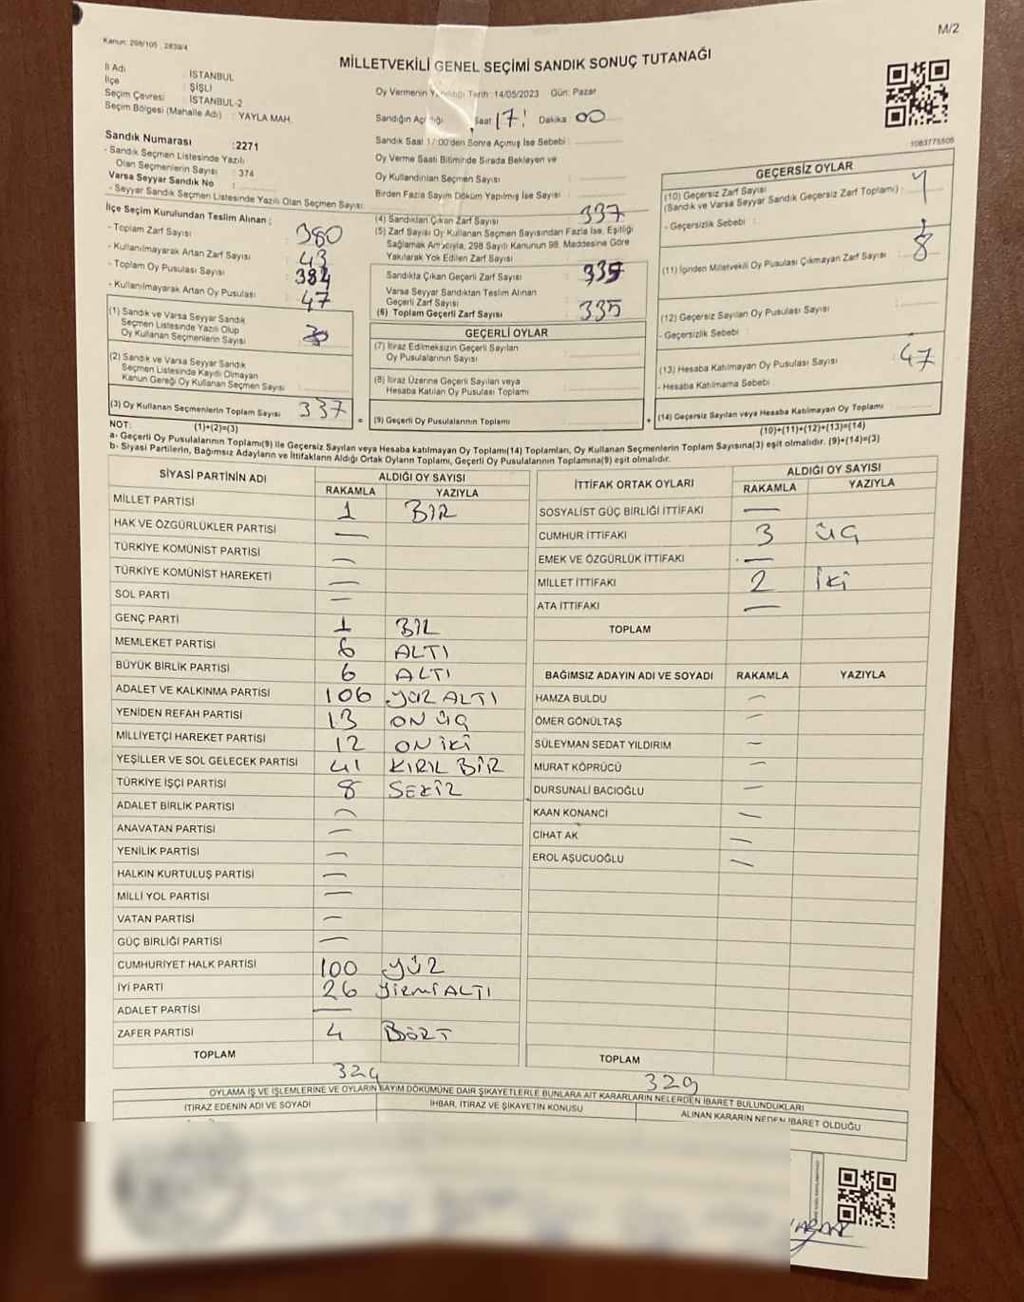 M/2
Kanun: 298/105 , 2839/4
MİLLETVEKİLİ GENEL SEÇİMİ SANDIK SONUÇ TUTANAĞI
İl Adı : İSTANBUL
İlçe : ŞİŞLİ
Seçim Çevresi : İSTANBUL-2
Seçim Bölgesi (Mahalle Adı) : YAYLA MAH.
Oy Vermenin Tarihi : 14/05/2023 Gün: Pazar
Sandığın Saat 17: Dakika : 00
Sandık Saat 17:00'den Sonra Açımış İse Sebebi :
Oy Verme Saati Bitiminde Sırada Bekleyen ve
Oy Kullandırılan Seçmen Sayısı :
Birden Fazla Sayım Döküm Yapılmış İse Sayısı :
1083775505
Sandık Numarası :2271
- Sandık Seçmen Listesinde Yazılı
Olan Seçmenlerin Sayısı : 374
Varsa Seyyar Sandık No :
- Seyyar Sandık Seçmen Listesinde Yazılı Olan Seçmen Sayısı:
İlçe Seçim Kurulundan Teslim Alınan ;
- Toplam Zarf Sayısı : 380
- Kullanılmayarak Artan Zarf Sayısı : 43
- Toplam Oy Pusulası Sayısı : 384
- Kullanılmayarak Artan Oy Pusulası : 47
(1) Sandık ve Varsa Seyyar Sandık
Seçmen Listesinde Yazılı Olup
Oy Kullanan Seçmenlerin Sayısı :
(2) Sandık ve Varsa Seyyar Sandık
Seçmen Listesinde Kaydı Olmayan
Kanun Gereği Oy Kullanan Seçmen Sayısı :
(3) Oy Kullanan Seçmenlerin Toplam Sayısı : 337
(4) Sandıktan Çıkan Zarf Sayısı : 337
(5) Zarf Sayısı Oy Kullanan Seçmen Sayısından Fazla İse, Eşitliği
Sağlamak Amacıyla, 298 Sayılı Kanunun 98. Maddesine Göre
Yakılarak Yok Edilen Zarf Sayısı :
Sandıkta Çıkan Geçerli Zarf Sayısı : 335
Varsa Seyyar Sandıktan Teslim Alınan
Geçerli Zarf Sayısı :
(6) Toplam Geçerli Zarf Sayısı : 335
GEÇERLİ OYLAR
(7) İtiraz Edilmeksizin Geçerli Sayılan
Oy Pusulalarının Sayısı :
(8) İtiraz Üzerine Geçerli Sayılan veya
Hesaba Katılan Oy Pusulası Toplamı :
(9) Geçerli Oy Pusulalarının Toplamı :
GEÇERSİZ OYLAR
(10) Geçersiz Zarf Sayısı
(Sandık ve Varsa Seyyar Sandık Geçersiz Zarf Toplamı) :
- Geçersizlik Sebebi :
(11) İçinden Milletvekili Oy Pusulası Çıkmayan Zarf Sayısı : 8
(12) Geçersiz Sayılan Oy Pusulası Sayısı :
- Geçersizlik Sebebi :
(13) Hesaba Katılmayan Oy Pusulası Sayısı : 47
- Hesaba Katılmama Sebebi :
(14) Geçersiz Sayılan veya Hesaba Katılmayan Oy Toplamı :
NOT: (1)+(2)=(3) (10)+(11)+(12)+(13)=(14)
a- Geçerli Oy Pusulalarının Toplamı(9) ile Geçersiz Sayılan veya Hesaba katılmayan Oy Toplamı(14) Toplamları, Oy Kullanan Seçmenlerin Toplam Sayısına(3) eşit olmalıdır. (9)+(14)=(3)
b- Siyasi Partilerin, Bağımsız Adayların ve İttifakların Aldığı Ortak Oyların Toplamı, Geçerli Oy Pusulalarının Toplamına(9) eşit olmalıdır.
SİYASİ PARTİNİN ADI ALDIĞI OY SAYISI
RAKAMLA YAZIYLA
MİLLET PARTİSİ 1 BİR
HAK VE ÖZGÜRLÜKLER PARTİSİ —
TÜRKİYE KOMÜNİST PARTİSİ —
TÜRKİYE KOMÜNİST HAREKETİ —
SOL PARTİ —
GENÇ PARTİ 1 BİR
MEMLEKET PARTİSİ 6 ALTI
BÜYÜK BİRLİK PARTİSİ 6 ALTI
ADALET VE KALKINMA PARTİSİ 106 YÜZ ALTI
YENİDEN REFAH PARTİSİ 13 ON ÜÇ
MİLLİYETÇİ HAREKET PARTİSİ 12 ON İKİ
YEŞİLLER VE SOL GELECEK PARTİSİ 41 KIRK BİR
TÜRKİYE İŞÇİ PARTİSİ 8 SEKİZ
ADALET BİRLİK PARTİSİ —
ANAVATAN PARTİSİ —
YENİLİK PARTİSİ —
HALKIN KURTULUŞ PARTİSİ —
MİLLİ YOL PARTİSİ —
VATAN PARTİSİ —
GÜÇ BİRLİĞİ PARTİSİ —
CUMHURİYET HALK PARTİSİ 100 YÜZ
İYİ PARTİ 26 YİRMİ ALTI
ADALET PARTİSİ —
ZAFER PARTİSİ 4 DÖRT
TOPLAM
329
İTTİFAK ORTAK OYLARI ALDIĞI OY SAYISI
RAKAMLA YAZIYLA
SOSYALİST GÜÇ BİRLİĞİ İTTİFAKI —
CUMHUR İTTİFAKI 3 ÜÇ
EMEK VE ÖZGÜRLÜK İTTİFAKI —
MİLLET İTTİFAKI 2 İKİ
ATA İTTİFAKI —
TOPLAM
BAĞIMSIZ ADAYIN ADI VE SOYADI RAKAMLA YAZIYLA
HAMZA BULDU —
ÖMER GÖNÜLTAŞ —
SÜLEYMAN SEDAT YILDIRIM —
MURAT KÖPRÜCÜ —
DURSUNALİ BACIOĞLU —
KAAN KONANCİ —
CİHAT AK —
EROL AŞUCUOĞLU —
TOPLAM
329
OYLAMA İŞ VE İŞLEMLERİNE VE OYLARIN SAYIM DÖKÜMÜNE DAİR ŞİKAYETLERLE BUNLARA AİT KARARLARIN NELERDEN İBARET BULUNDUKLARI
İTİRAZ EDENİN ADI VE SOYADI İHBAR, İTİRAZ VE ŞİKAYETİN KONUSU ALINAN KARARIN NEDEN İBARET OLDUĞU